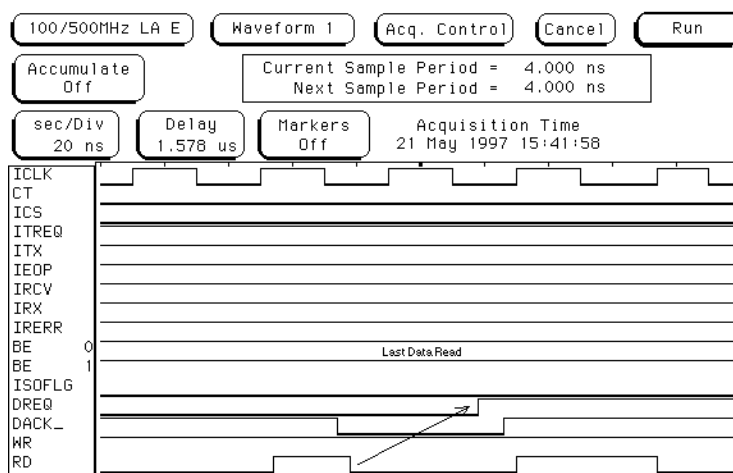 100/500MHz LA E Waveform 1 Acq. Control Cancel Run
Accumulate
Off
Current Sample Period = 4.000 ns
Next Sample Period = 4.000 ns
sec/Div
20 ns
Delay
1.578 us
Markers
Off
Acquisition Time
21 May 1997 15:41:58
ICLK
CT
ICS
ITREQ
ITX
IEOP
IRCV
IRX
IRERR
BE 0
Last Data Read
BE 1
ISOFLG
DREQ
DACK_
WR
RD